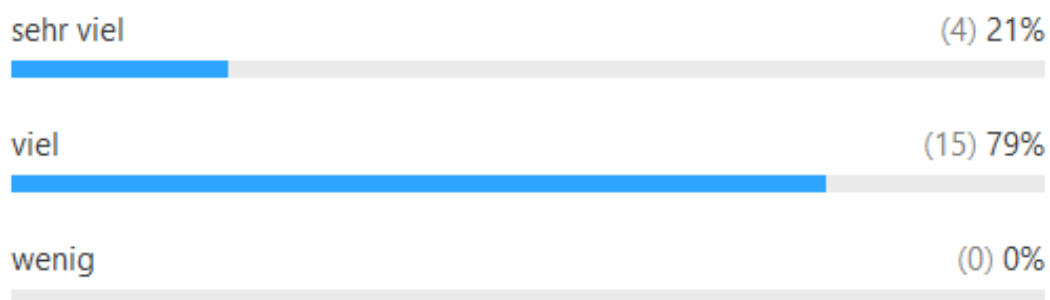 sehr viel (4) 21%
viel (15) 79%
wenig (0) 0%